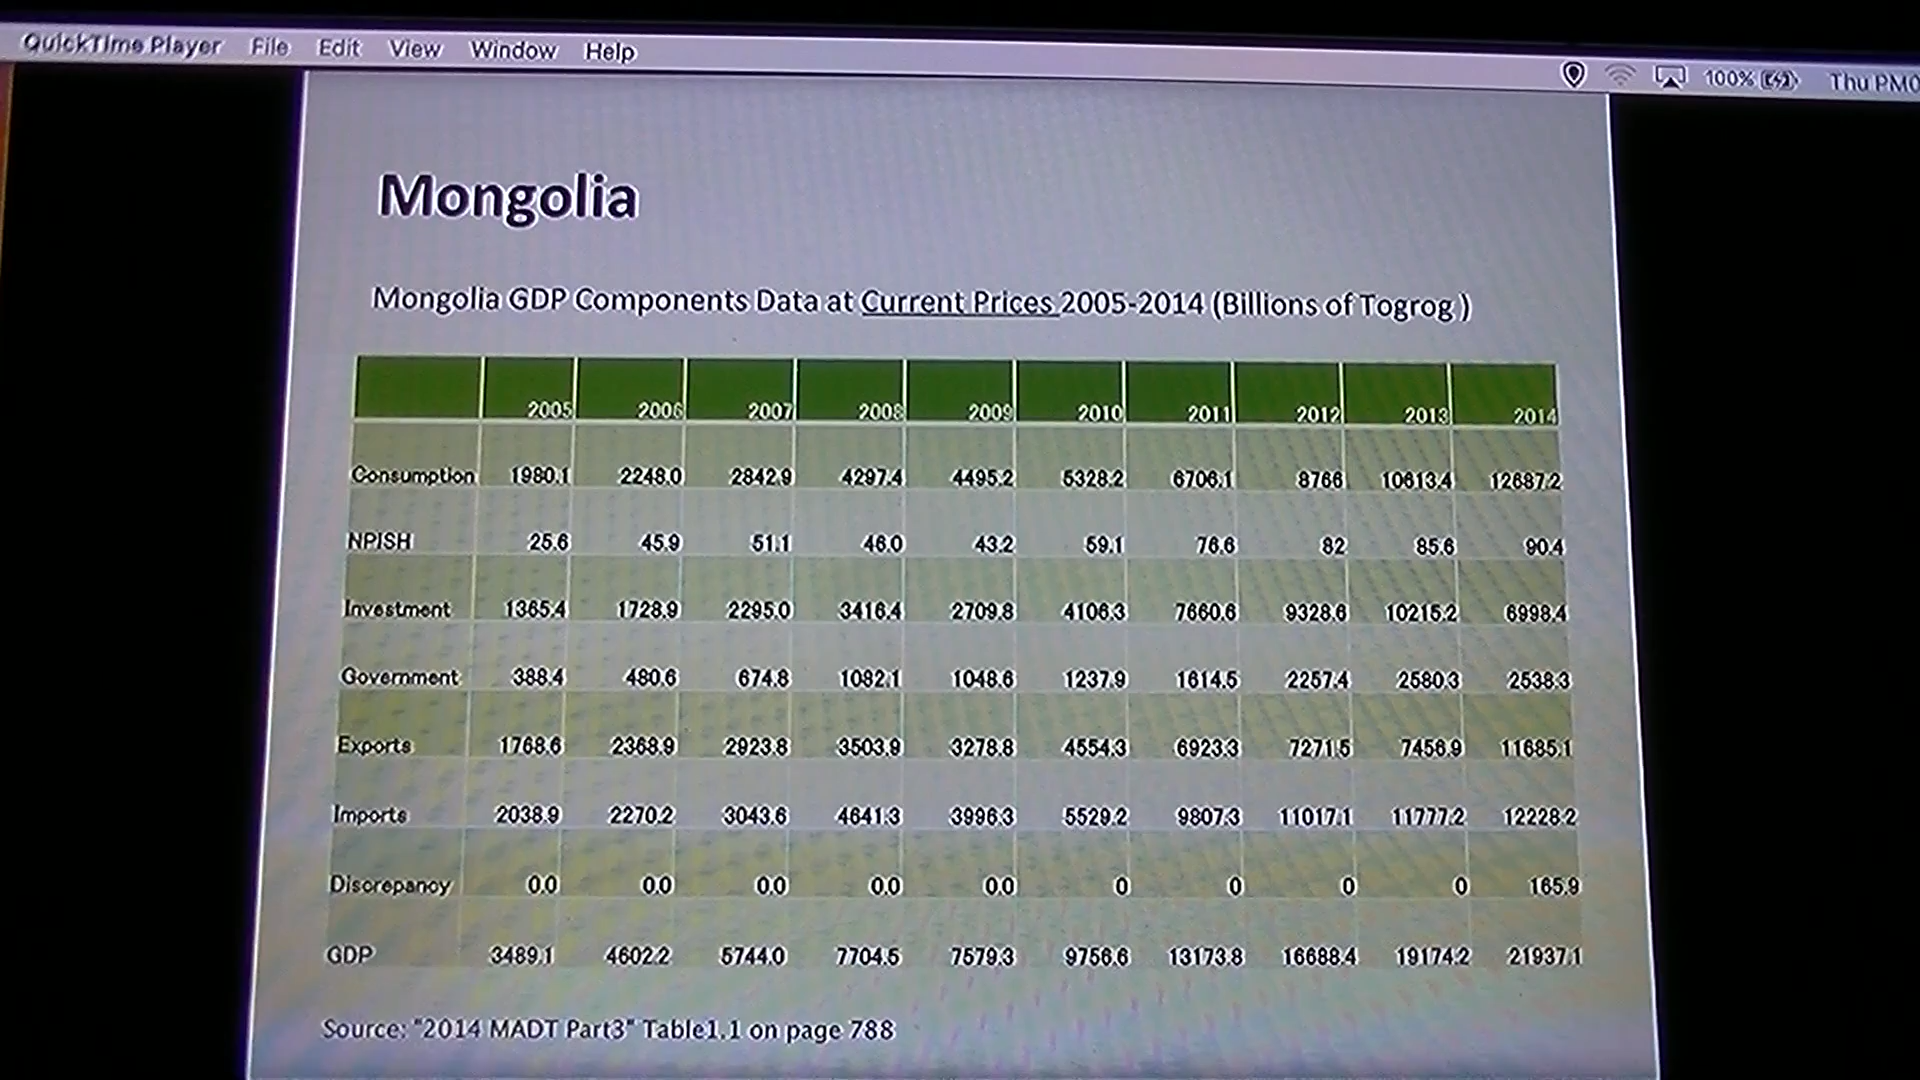 QuickTime Player File Edit View Window Help
100% Thu PM0
Mongolia
Mongolia GDP Components Data at Current Prices 2005-2014 (Billions of Togrog )
2005 2006 2007 2008 2009 2010 2011 2012 2013 2014
Consumption 1980.1 2248.0 2842.9 4297.4 4495.2 5328.2 6706.1 8766 10613.4 12687.2
NPISH 25.6 45.9 51.1 46.0 43.2 59.1 76.6 82 85.6 90.4
Investment 1365.4 1728.9 2295.0 3416.4 2709.8 4106.3 7660.6 9328.6 10215.2 6998.4
Government 388.4 480.6 674.8 1082.1 1048.6 1237.9 1614.5 2257.4 2580.3 2538.3
Exports 1768.6 2368.9 2923.8 3503.9 3278.8 4554.3 6923.3 7271.5 7456.9 11685.1
Imports 2038.9 2270.2 3043.6 4641.3 3996.3 5529.2 9807.3 11017.1 11777.2 12228.2
Discrepancy 0.0 0.0 0.0 0.0 0.0 0 0 0 0 165.9
GDP 3489.1 4602.2 5744.0 7704.5 7579.3 9756.6 13173.8 16688.4 19174.2 21937.1
Source: "2014 MADT Part3" Table1.1 on page 788